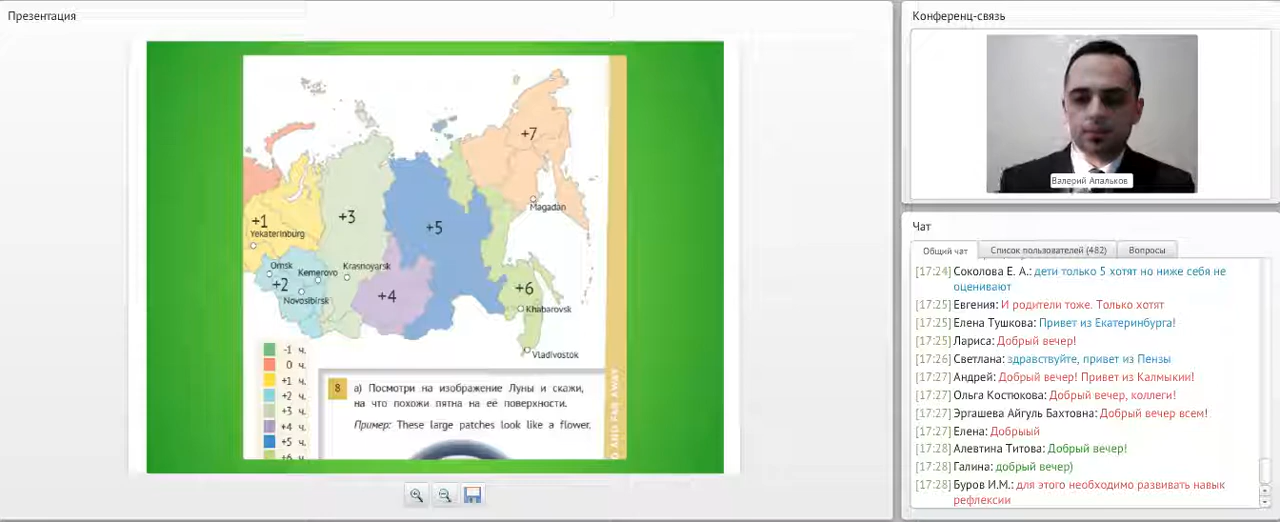 Презентация
+7
Magadan
+1
Yekaterinburg
+3
+5
Omsk
Kemerovo
Krasnoyarsk
+2
Novosibirsk
+4
+6
Khabarovsk
Vladivostok
-1 ч.
0 ч.
+1 ч.
+2 ч.
+3 ч.
+4 ч.
+5 ч.
+6 ч.
8 а) Посмотри на изображение Луны и скажи,
на что похожи пятна на её поверхности.
Пример: These large patches look like a flower.
AND FAR AWAY
Конференц-связь
Валерий Апальков
Чат
Общий чат
Список пользователей (482)
Вопросы
[17:24] Соколова Е. А.: дети только 5 хотят но ниже себя не
оценивают
[17:25] Евгения: И родители тоже. Только хотят
[17:25] Елена Тушкова: Привет из Екатеринбурга!
[17:25] Лариса: Добрый вечер!
[17:26] Светлана: здравствуйте, привет из Пензы
[17:27] Андрей: Добрый вечер! Привет из Калмыкии!
[17:27] Ольга Костюкова: Добрый вечер, коллеги!
[17:27] Эргашева Айгуль Бахтовна: Добрый вечер всем!
[17:27] Елена: Добрыый
[17:28] Алевтина Титова: Добрый вечер!
[17:28] Галина: добрый вечер)
[17:28] Буров И.М.: для этого необходимо развивать навык
рефлексии